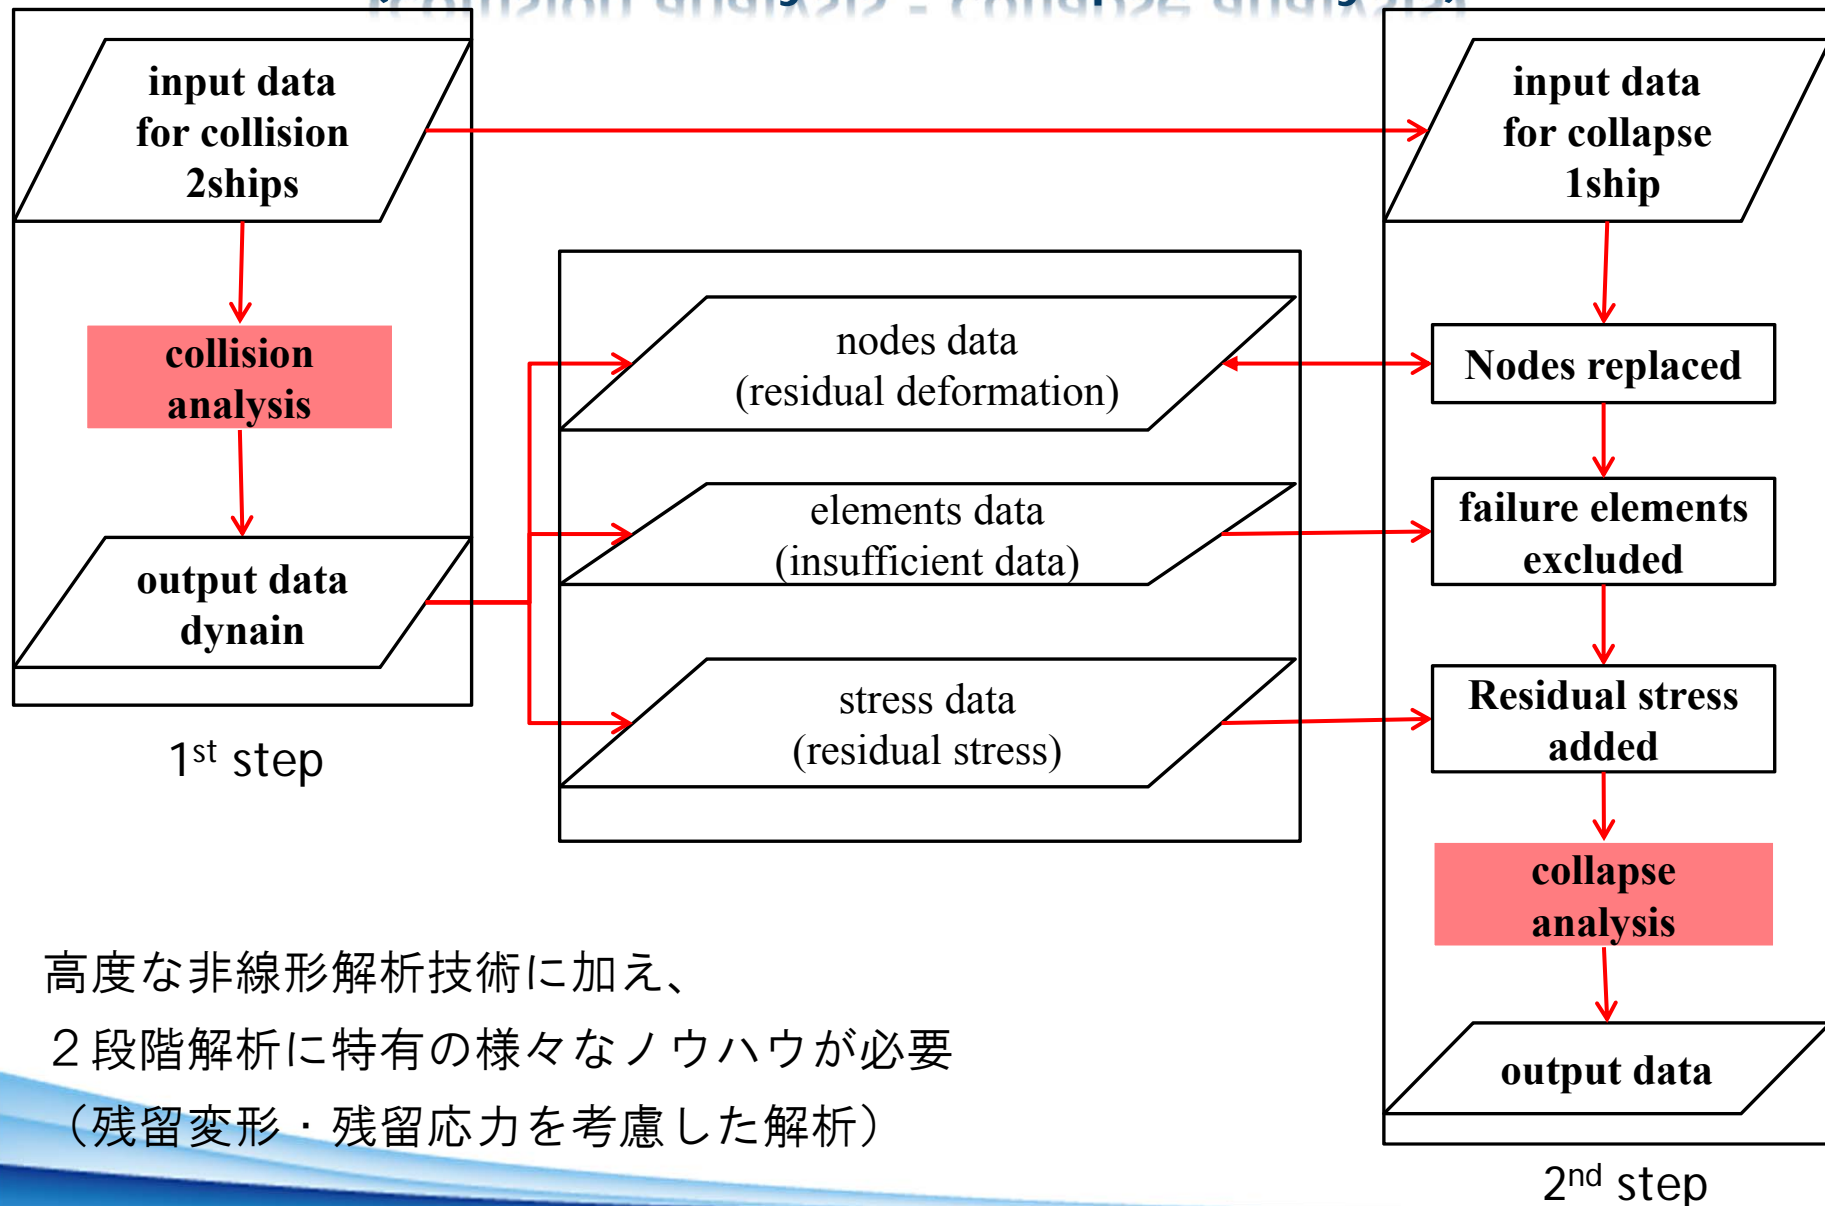 (collision analysis - collapse analysis)
input data
for collision
2ships
collision
analysis
output data
dynain
1st step
nodes data
(residual deformation)
elements data
(insufficient data)
stress data
(residual stress)
input data
for collapse
1ship
Nodes replaced
failure elements
excluded
Residual stress
added
collapse
analysis
output data
2nd step
高度な非線形解析技術に加え、
２段階解析に特有の様々なノウハウが必要
（残留変形・残留応力を考慮した解析）